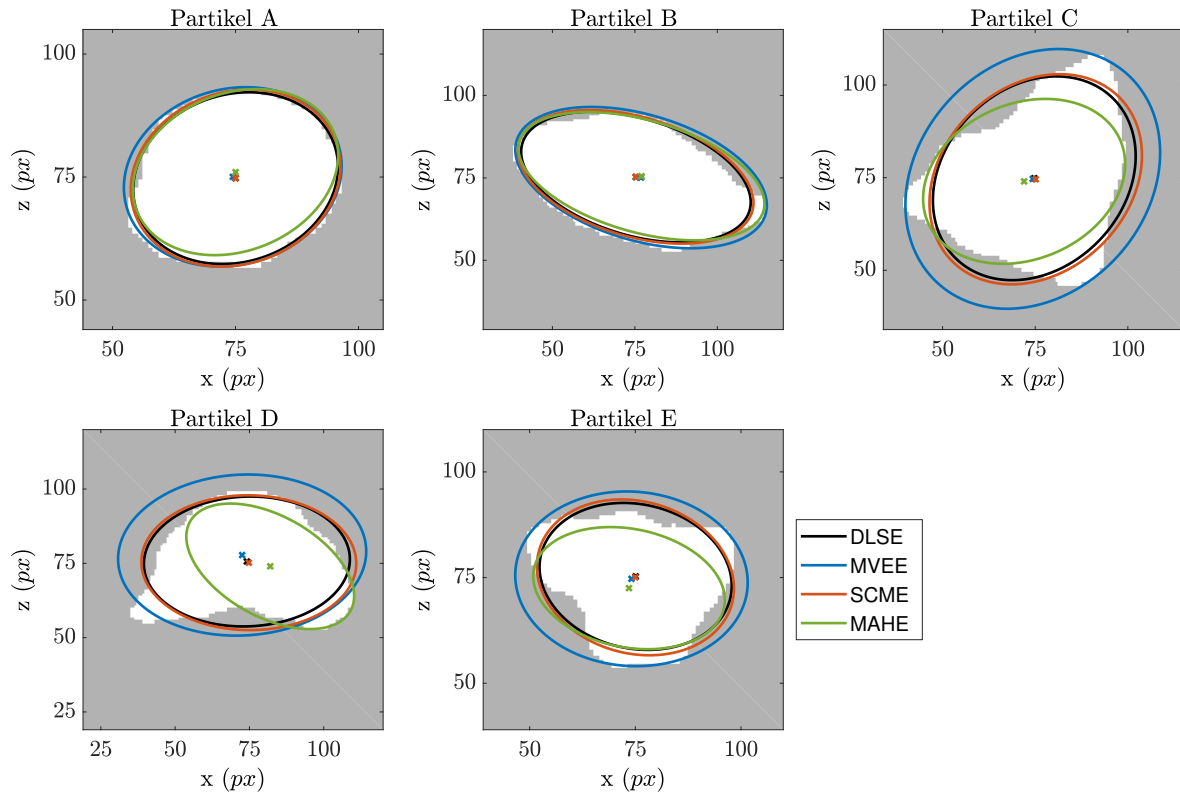 Partikel A
100
75
50
z (px)
50
75
100
x (px)
Partikel B
100
75
50
z (px)
50
75
100
x (px)
Partikel C
100
75
50
z (px)
50
75
100
x (px)
Partikel D
100
75
50
25
z (px)
25
50
75
100
x (px)
Partikel E
100
75
50
z (px)
50
75
100
x (px)
DLSE
MVEE
SCME
MAHE